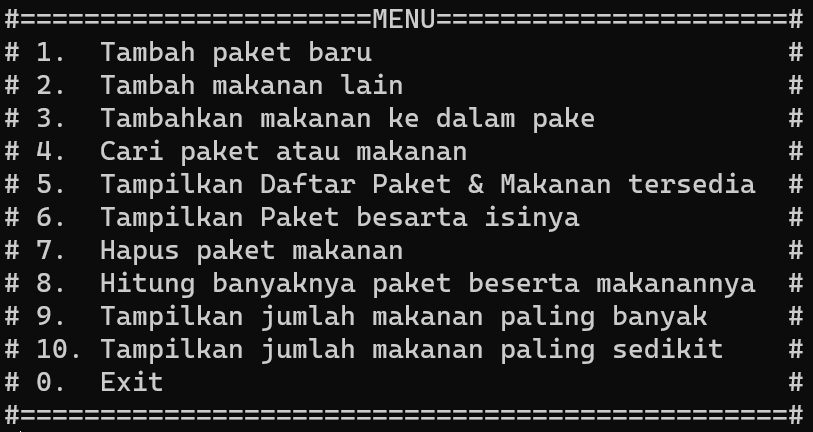 #======================MENU======================#
# 1.  Tambah paket baru                          #
# 2.  Tambah makanan lain                        #
# 3.  Tambahkan makanan ke dalam pake            #
# 4.  Cari paket atau makanan                    #
# 5.  Tampilkan Daftar Paket & Makanan tersedia  #
# 6.  Tampilkan Paket besarta isinya             #
# 7.  Hapus paket makanan                        #
# 8.  Hitung banyaknya paket beserta makanannya  #
# 9.  Tampilkan jumlah makanan paling banyak     #
# 10. Tampilkan jumlah makanan paling sedikit    #
# 0.  Exit                                       #
#================================================#